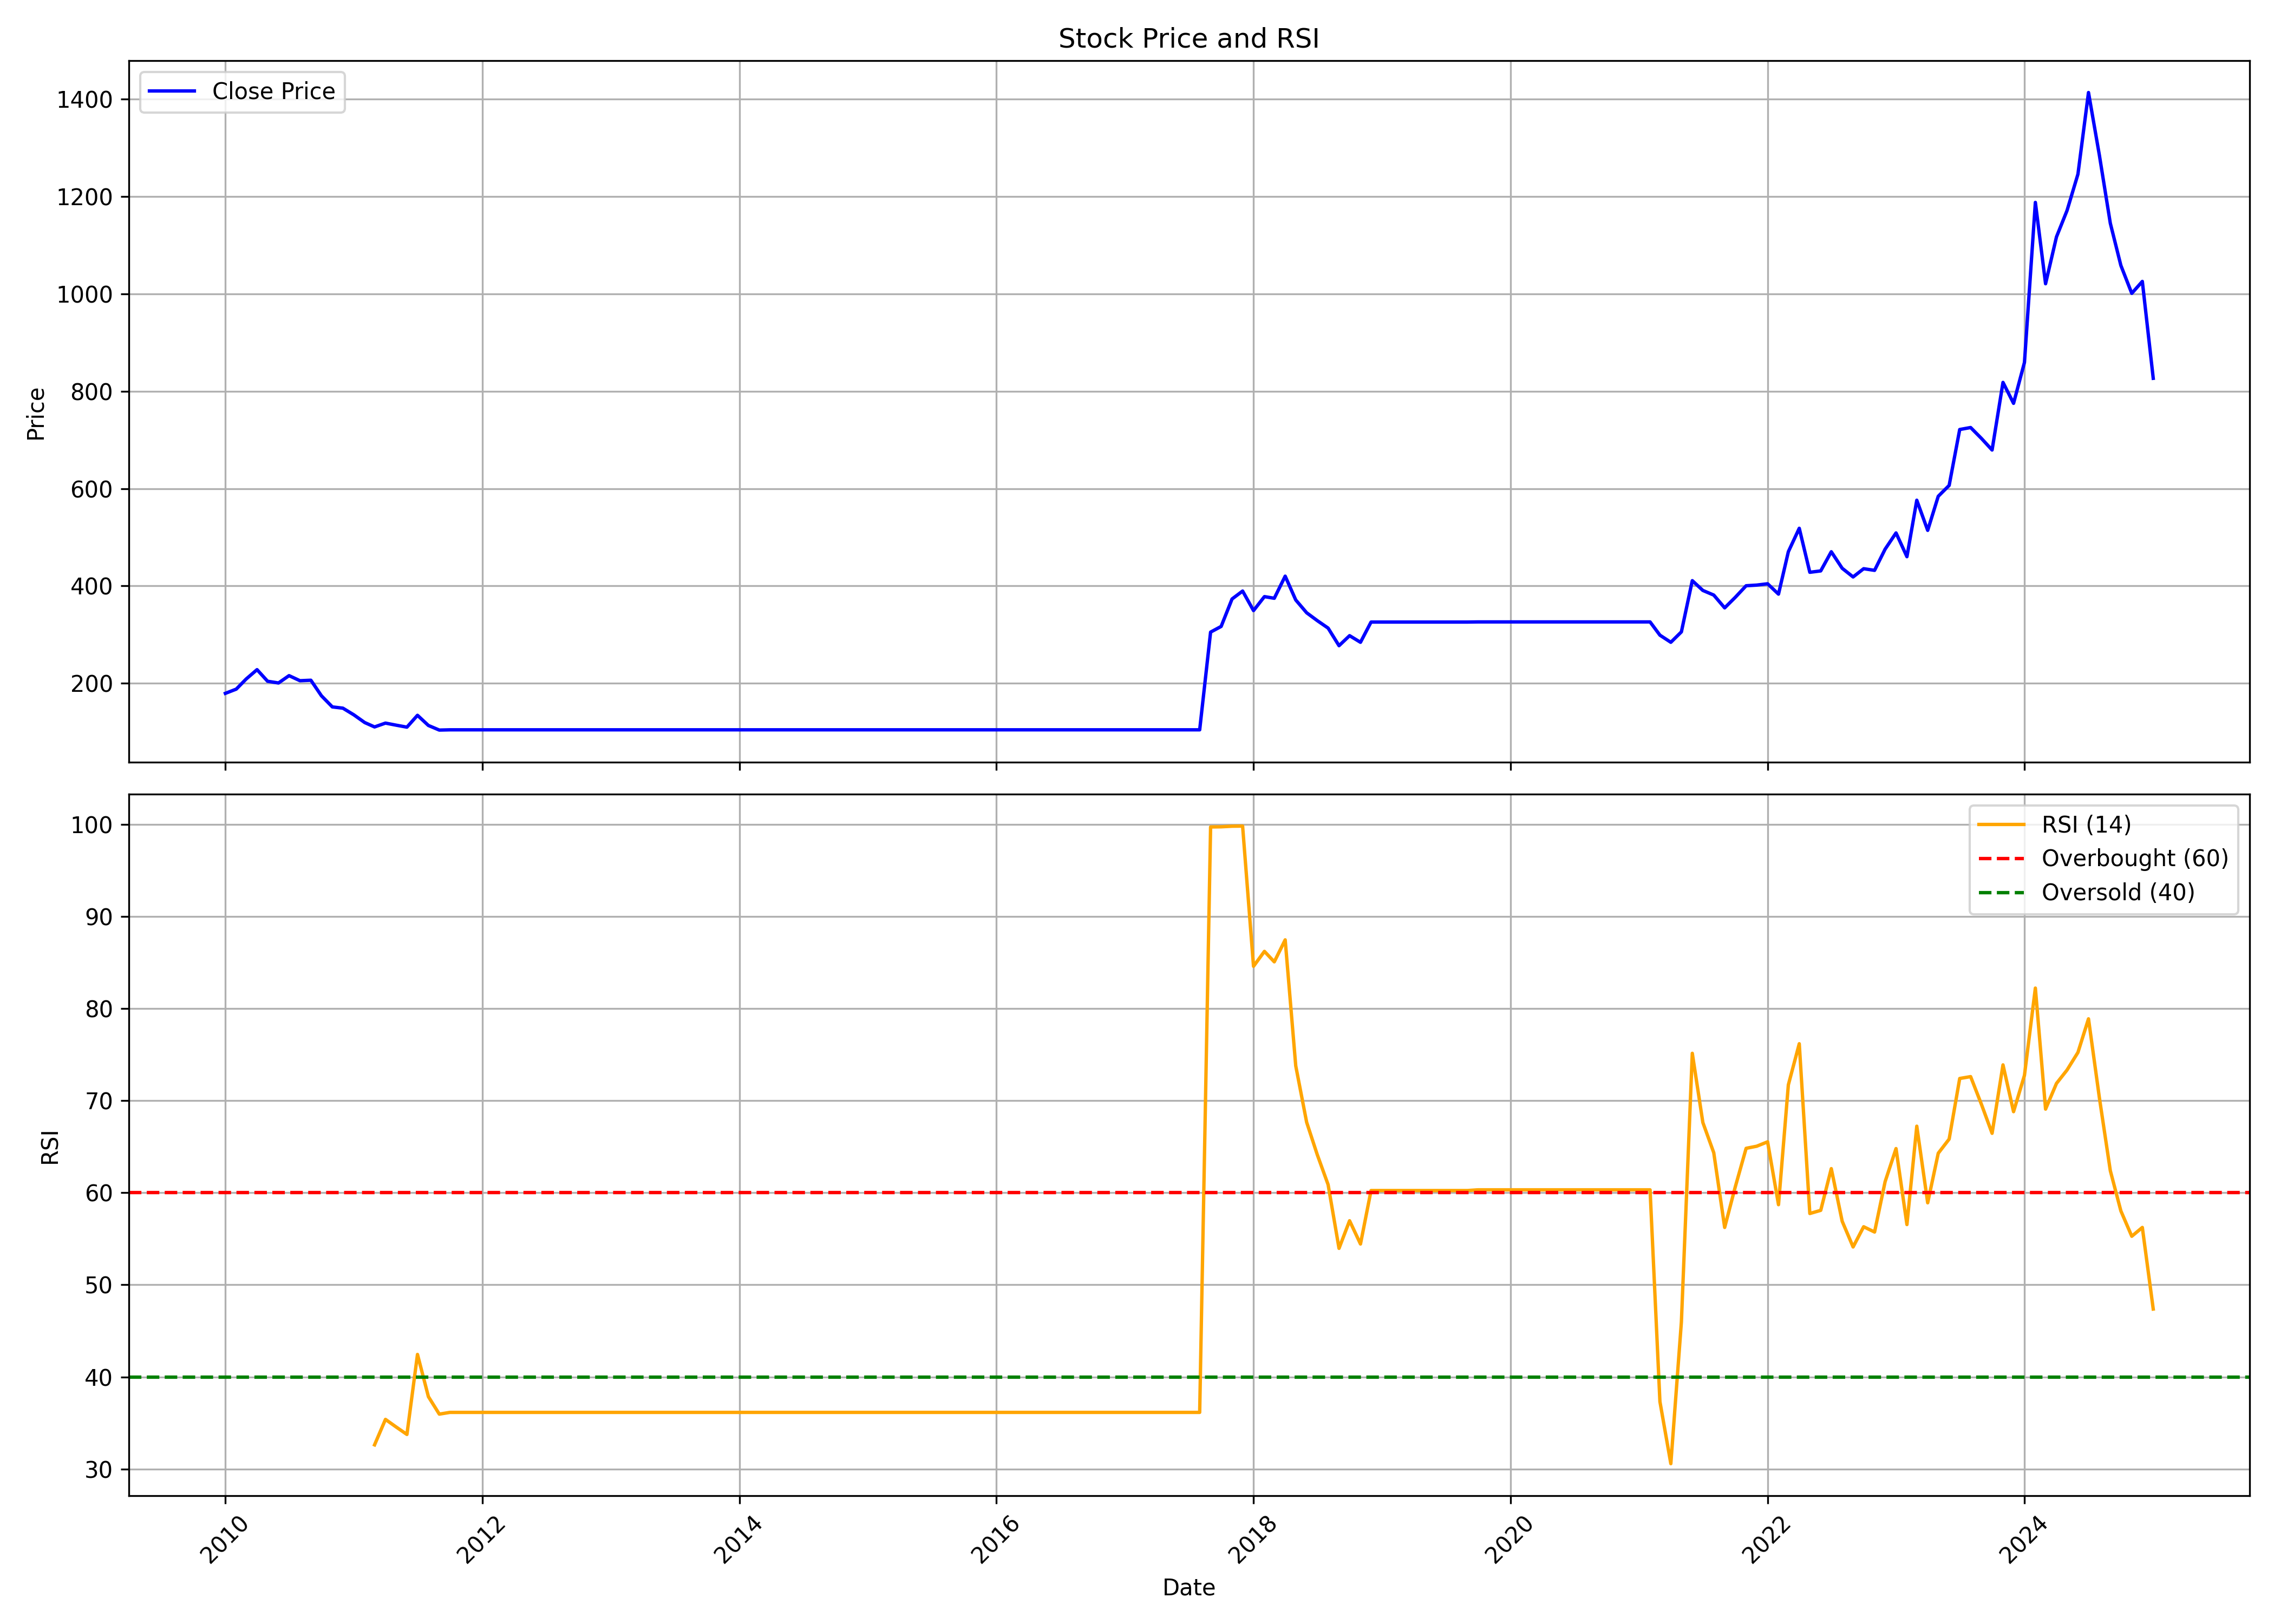 Stock Price and RSI
Close Price
1400
1200
1000
800
600
400
200
Price
RSI (14)
Overbought (60)
Oversold (40)
100
90
80
70
60
50
40
30
RSI
2010
2012
2014
2016
2018
2020
2022
2024
Date